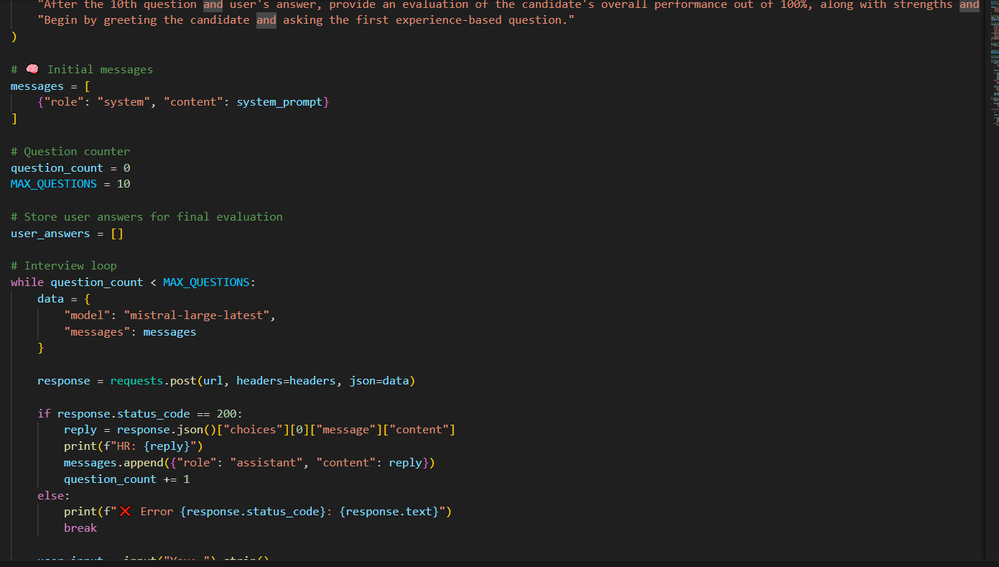 "After the 10th question and user's answer, provide an evaluation of the candidate's overall performance out of 100%, along with strengths and
"Begin by greeting the candidate and asking the first experience-based question."
)
# 🧠 Initial messages
messages = [
    {"role": "system", "content": system_prompt}
]
# Question counter
question_count = 0
MAX_QUESTIONS = 10
# Store user answers for final evaluation
user_answers = []
# Interview loop
while question_count < MAX_QUESTIONS:
    data = {
        "model": "mistral-large-latest",
        "messages": messages
    }
    response = requests.post(url, headers=headers, json=data)
    if response.status_code == 200:
        reply = response.json()["choices"][0]["message"]["content"]
        print(f"HR: {reply}")
        messages.append({"role": "assistant", "content": reply})
        question_count += 1
    else:
        print(f"❌ Error {response.status_code}: {response.text}")
        break
    user_input = input("You: ").strip()